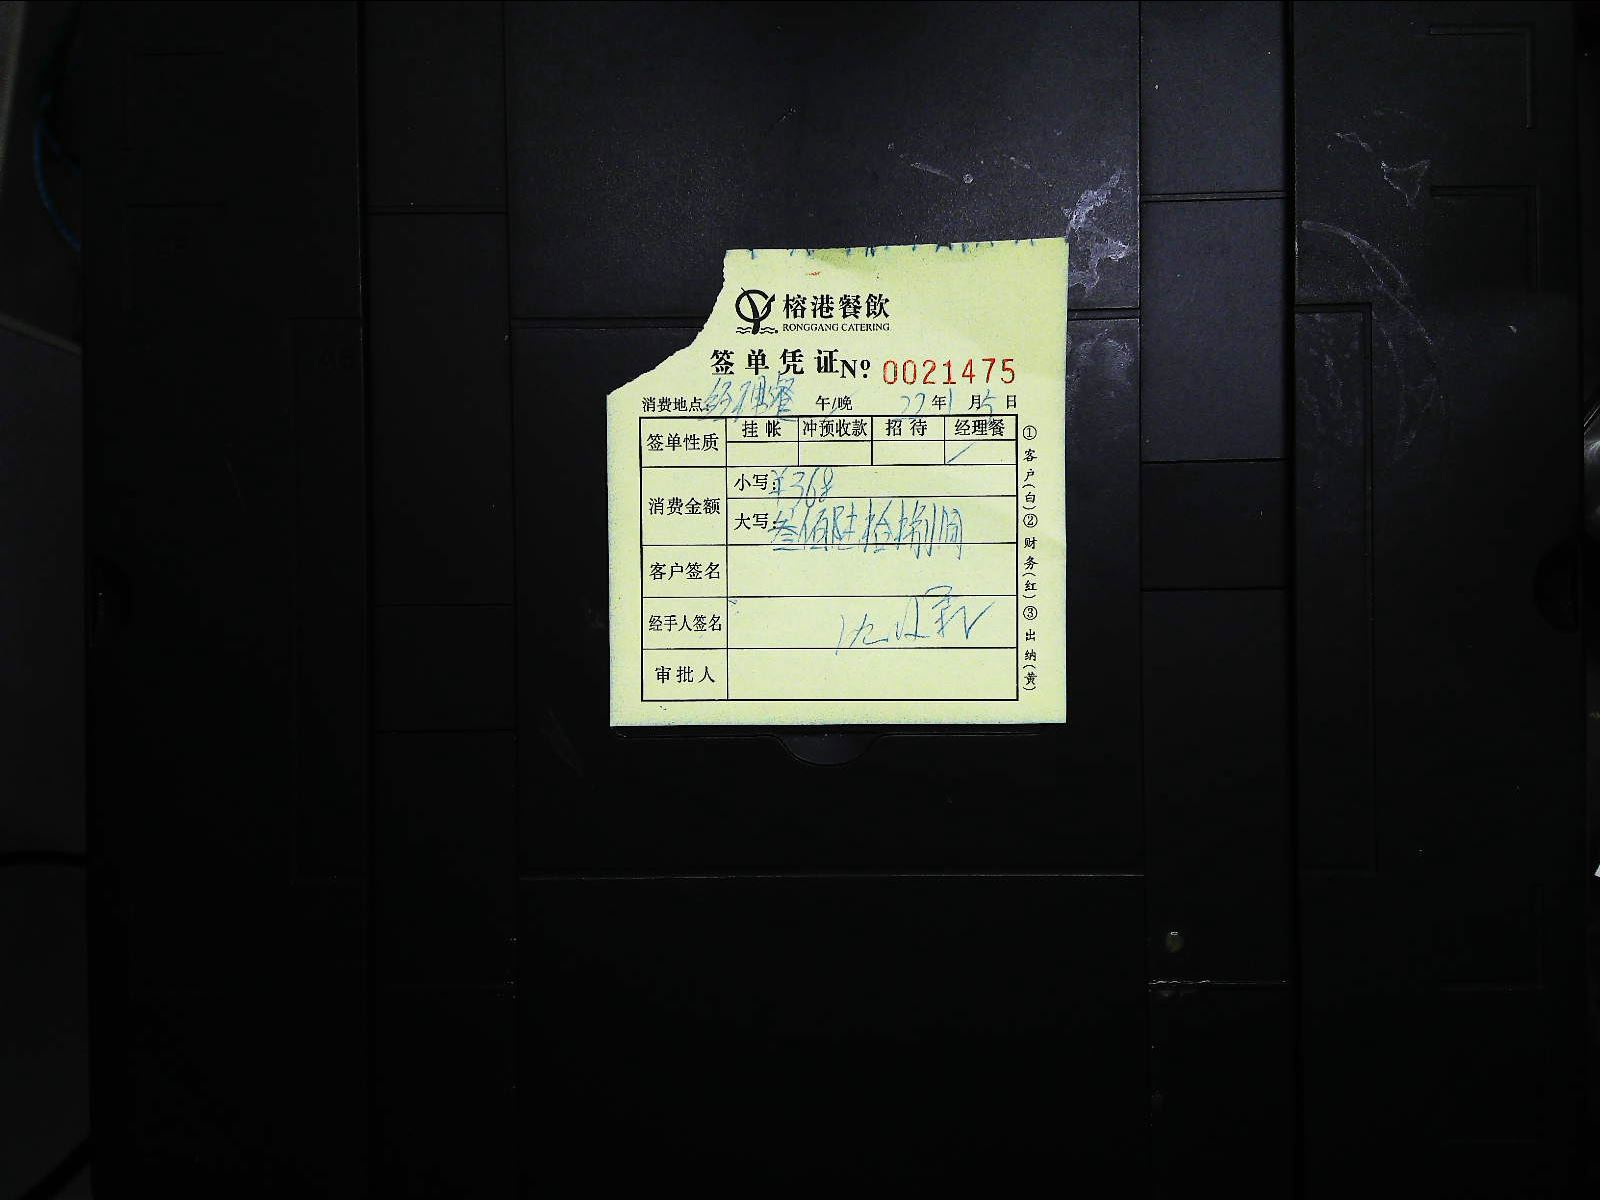 榕港餐飲
RONGGANG CATERING
签单凭证 Nº 0021475
消费地点: 经理餐 午/晚 22年1月5日
签单性质 挂帐 冲预收款 招待 经理餐
✓
消费金额 小写: ¥368
大写: 叁佰陆拾捌圆
客户签名
经手人签名
审批人
①客户(白)②财务(红)③出纳(黄)